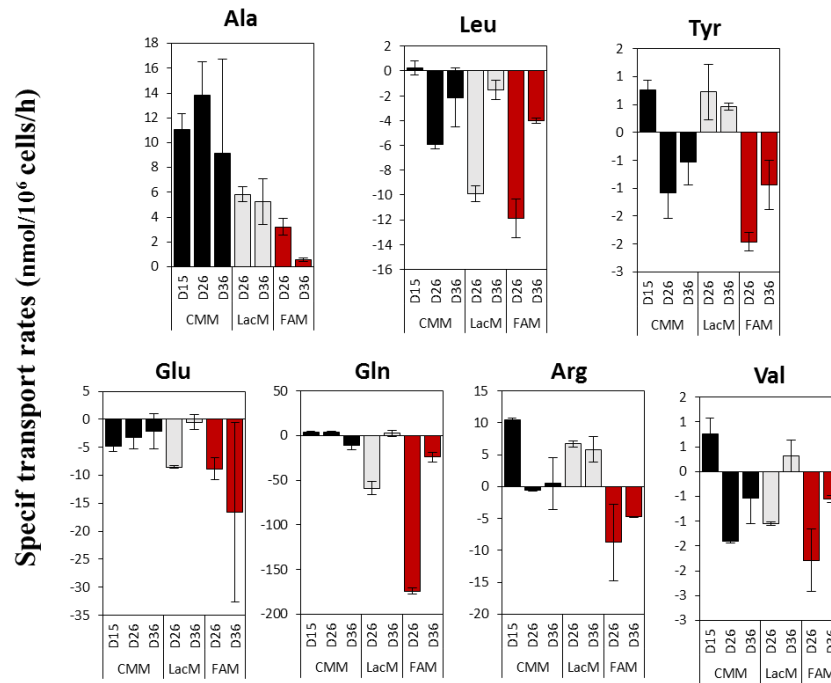 Specif transport rates (nmol/10⁶ cells/h)
Ala
18
16
14
12
10
8
6
4
2
0
D15 D26 D36 D26 D36 D26 D36
CMM LacM FAM
Leu
2
0
-2
-4
-6
-8
-10
-12
-14
-16
D15 D26 D36 D26 D36 D26 D36
CMM LacM FAM
Tyr
2
1
1
0
-1
-1
-2
-2
-3
D15 D26 D36 D26 D36 D26 D36
CMM LacM FAM
Glu
5
0
-5
-10
-15
-20
-25
-30
-35
D15 D26 D36 D26 D36 D26 D36
CMM LacM FAM
Gln
50
0
-50
-100
-150
-200
D15 D26 D36 D26 D36 D26 D36
CMM LacM FAM
Arg
15
10
5
0
-5
-10
-15
-20
D15 D26 D36 D26 D36 D26 D36
CMM LacM FAM
Val
2
1
1
0
-1
-1
-2
-2
-3
D15 D26 D36 D26 D36 D26 D36
CMM LacM FAM